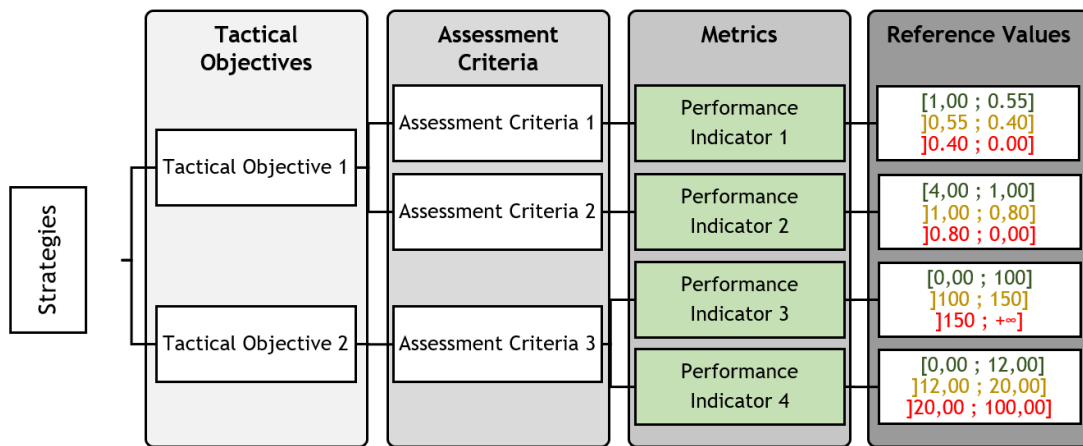 Strategies
Tactical
Objectives
Tactical Objective 1
Tactical Objective 2
Assessment
Criteria
Assessment Criteria 1
Assessment Criteria 2
Assessment Criteria 3
Metrics
Performance
Indicator 1
Performance
Indicator 2
Performance
Indicator 3
Performance
Indicator 4
Reference Values
[1,00 ; 0.55]
]0,55 ; 0.40]
]0.40 ; 0.00]
[4,00 ; 1,00]
]1,00 ; 0,80]
]0.80 ; 0,00]
[0,00 ; 100]
]100 ; 150]
]150 ; +∞]
[0,00 ; 12,00]
]12,00 ; 20,00]
]20,00 ; 100,00]